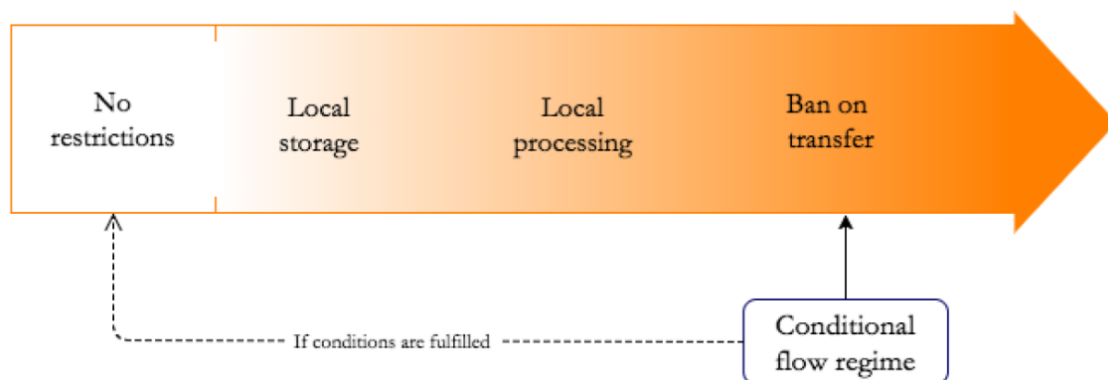 No
restrictions
Local
storage
Local
processing
Ban on
transfer
If conditions are fulfilled
Conditional
flow regime